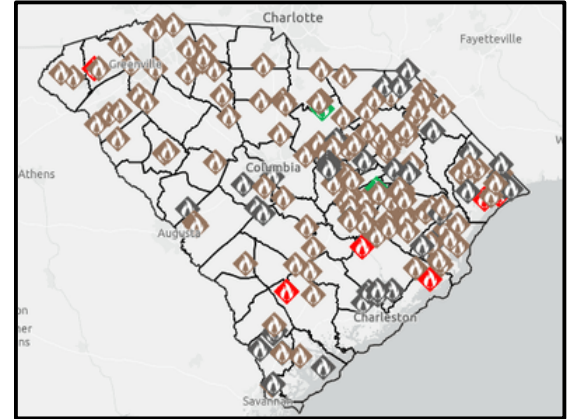 Charlotte
Fayetteville
Greenville
Columbia
Athens
Augusta
Charleston
Savannah